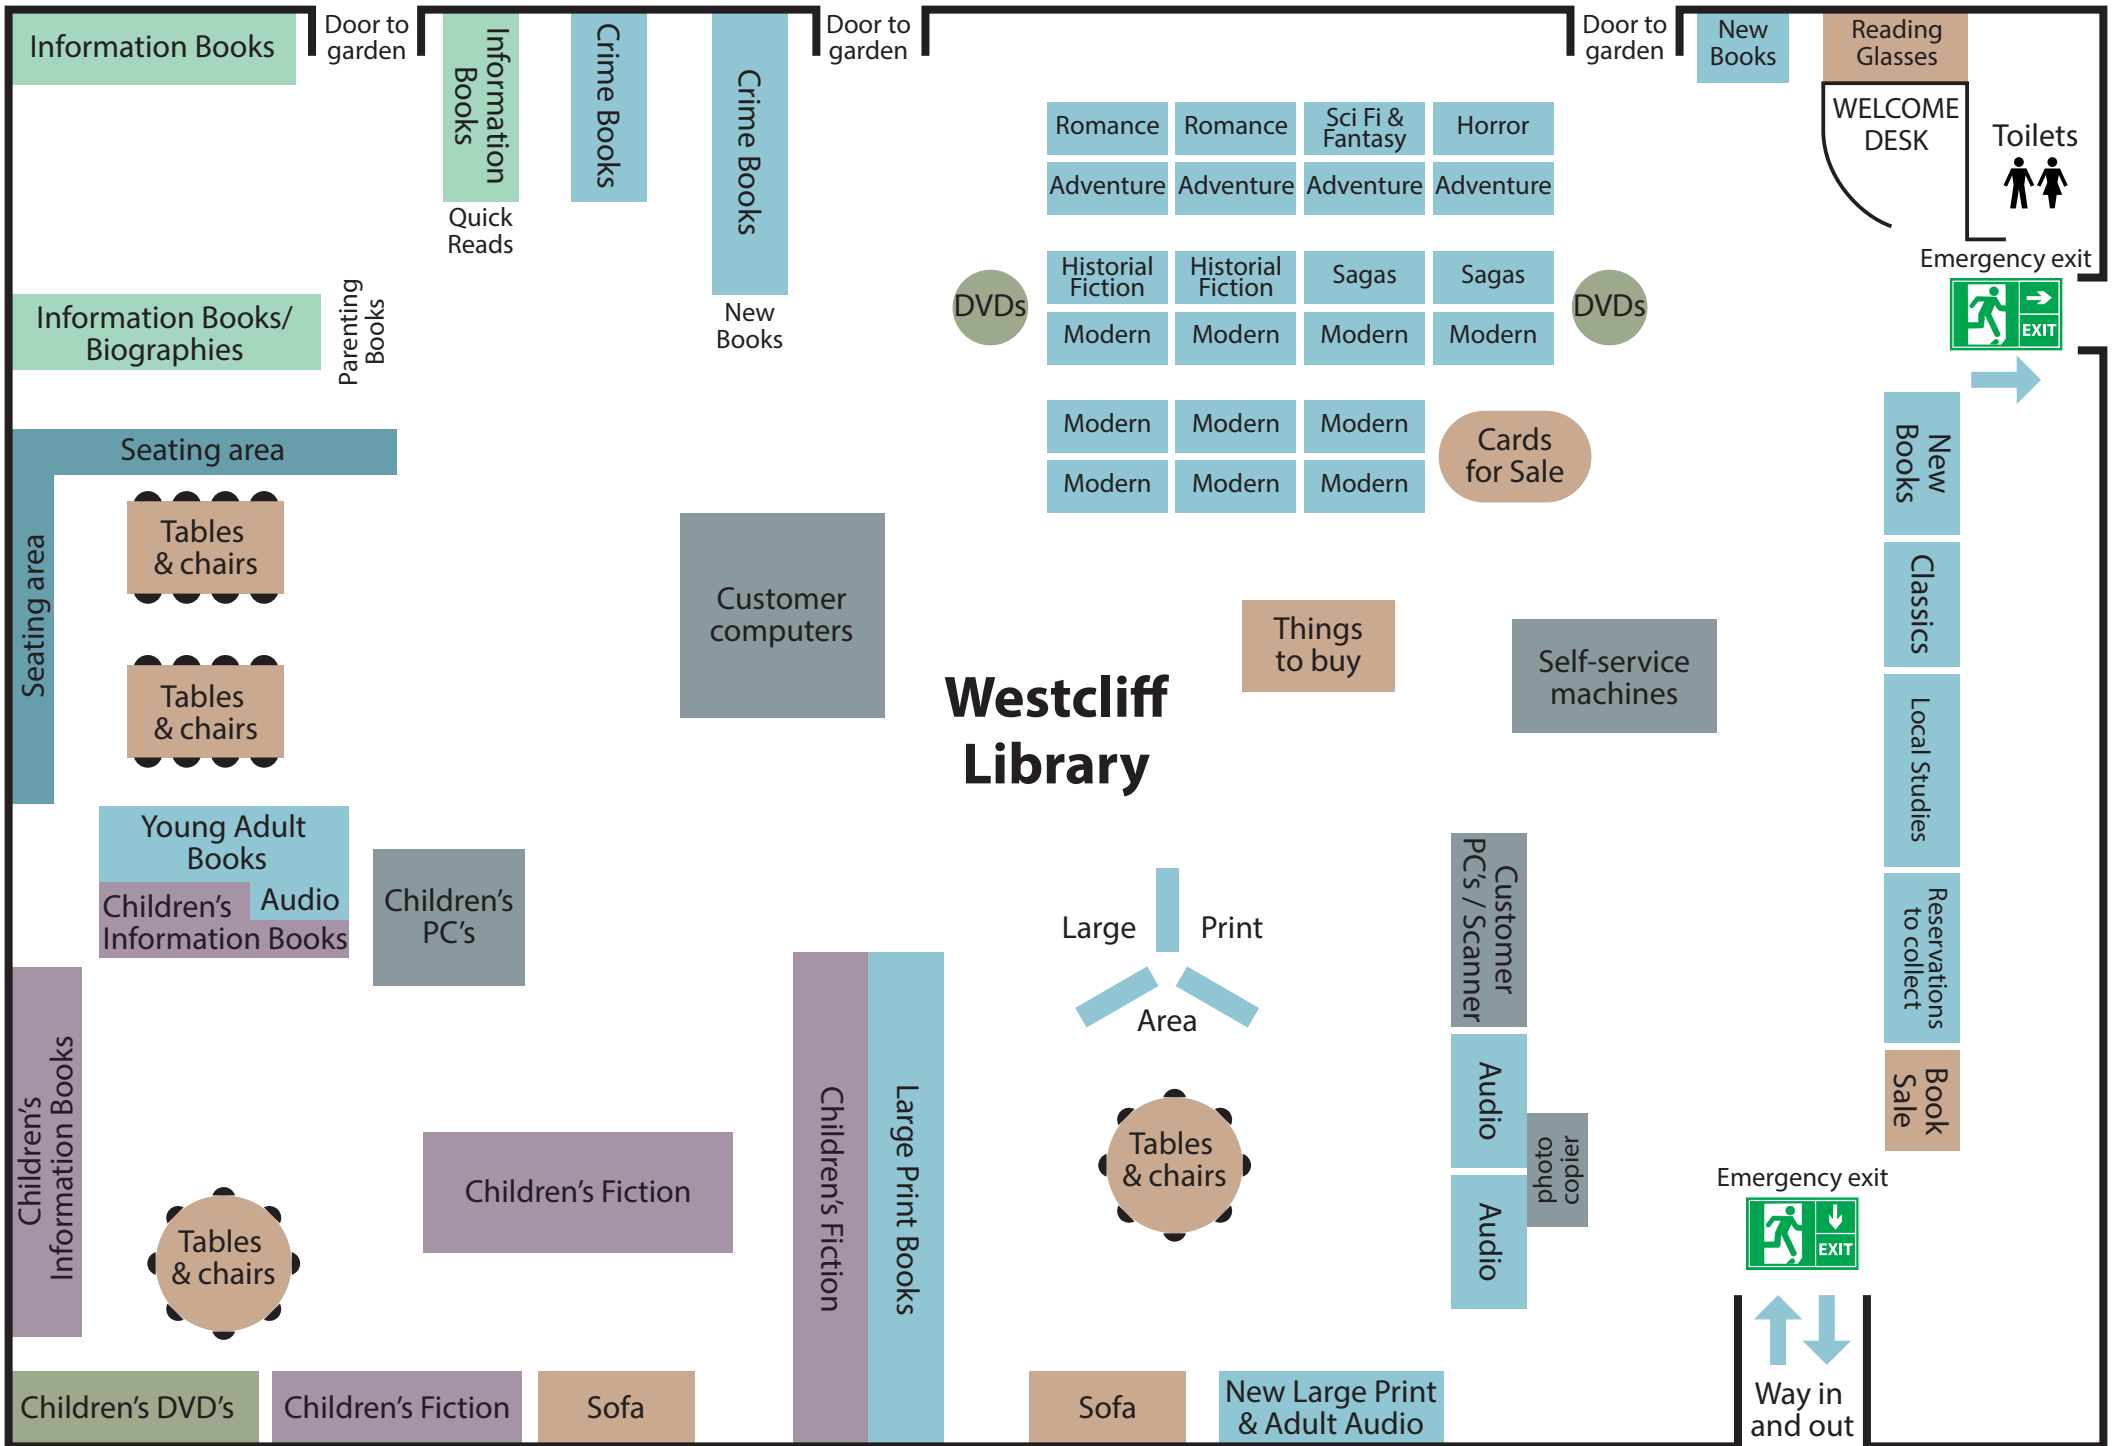 Information Books
Door to
garden
Information
Books
Quick
Reads
Crime Books
Crime Books
New
Books
Door to
garden
Door to
garden
New
Books
Reading
Glasses
WELCOME
DESK
Toilets
Emergency exit
EXIT
Romance
Romance
Sci Fi &
Fantasy
Horror
Adventure
Adventure
Adventure
Adventure
DVDs
Historial
Fiction
Historial
Fiction
Sagas
Sagas
DVDs
Modern
Modern
Modern
Modern
Modern
Modern
Modern
Cards
for Sale
Modern
Modern
Modern
Information Books/
Biographies
Parenting
Books
Seating area
Seating area
Tables
& chairs
Tables
& chairs
Customer
computers
Westcliff
Library
Things
to buy
Self-service
machines
New
Books
Classics
Local Studies
Reservations
to collect
Book
Sale
Young Adult
Books
Audio
Children's
Information Books
Children's
PC's
Large
Print
Area
Customer
PC's / Scanner
Audio
Audio
photo
copier
Children's
Information Books
Tables
& chairs
Children's Fiction
Children's Fiction
Large Print Books
Tables
& chairs
Emergency exit
EXIT
Children's DVD's
Children's Fiction
Sofa
Sofa
New Large Print
& Adult Audio
Way in
and out